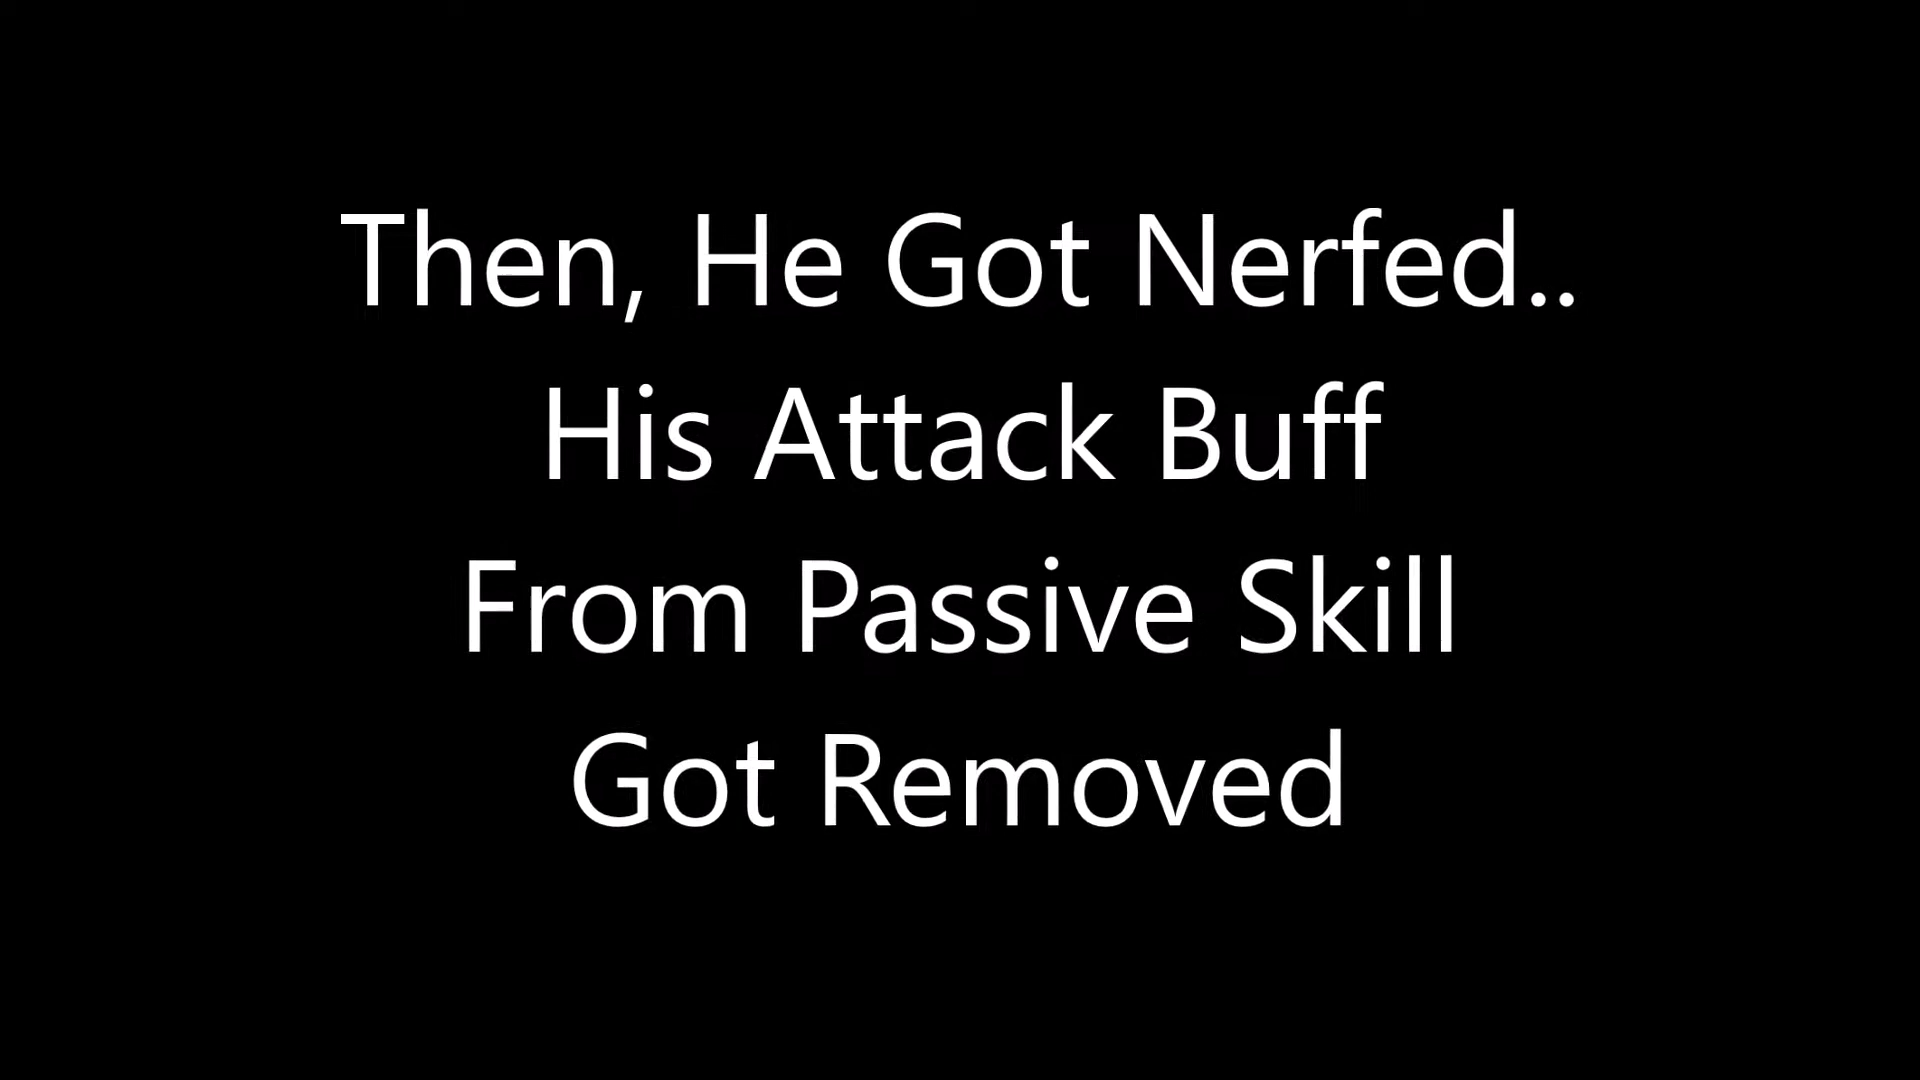 Then, He Got Nerfed..
His Attack Buff
From Passive Skill
Got Removed